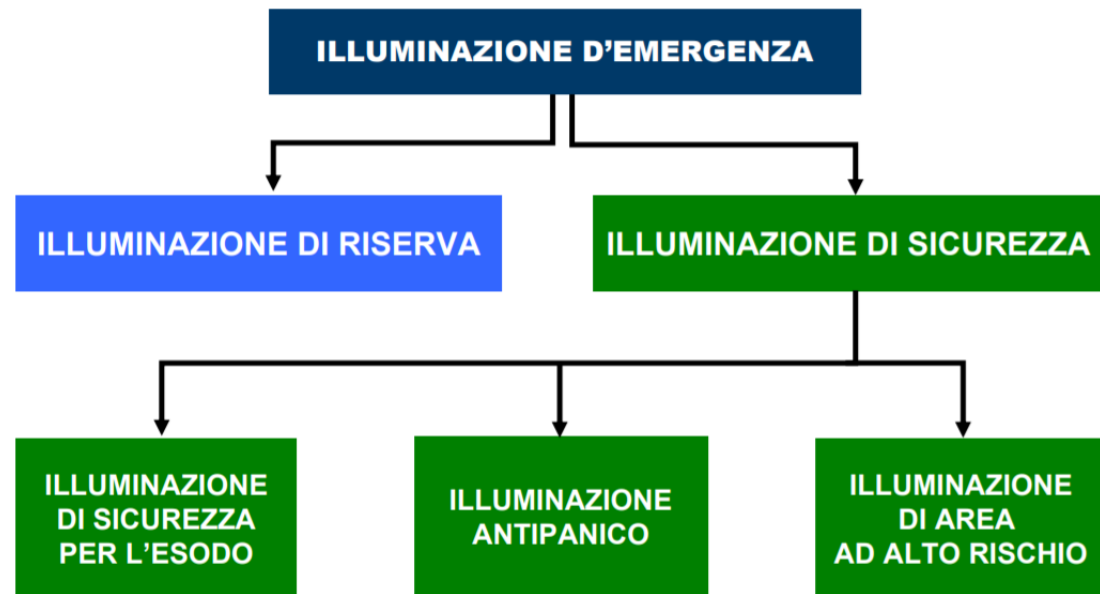 ILLUMINAZIONE D’EMERGENZA
ILLUMINAZIONE DI RISERVA
ILLUMINAZIONE DI SICUREZZA
ILLUMINAZIONE
DI SICUREZZA
PER L’ESODO
ILLUMINAZIONE
ANTIPANICO
ILLUMINAZIONE
DI AREA
AD ALTO RISCHIO